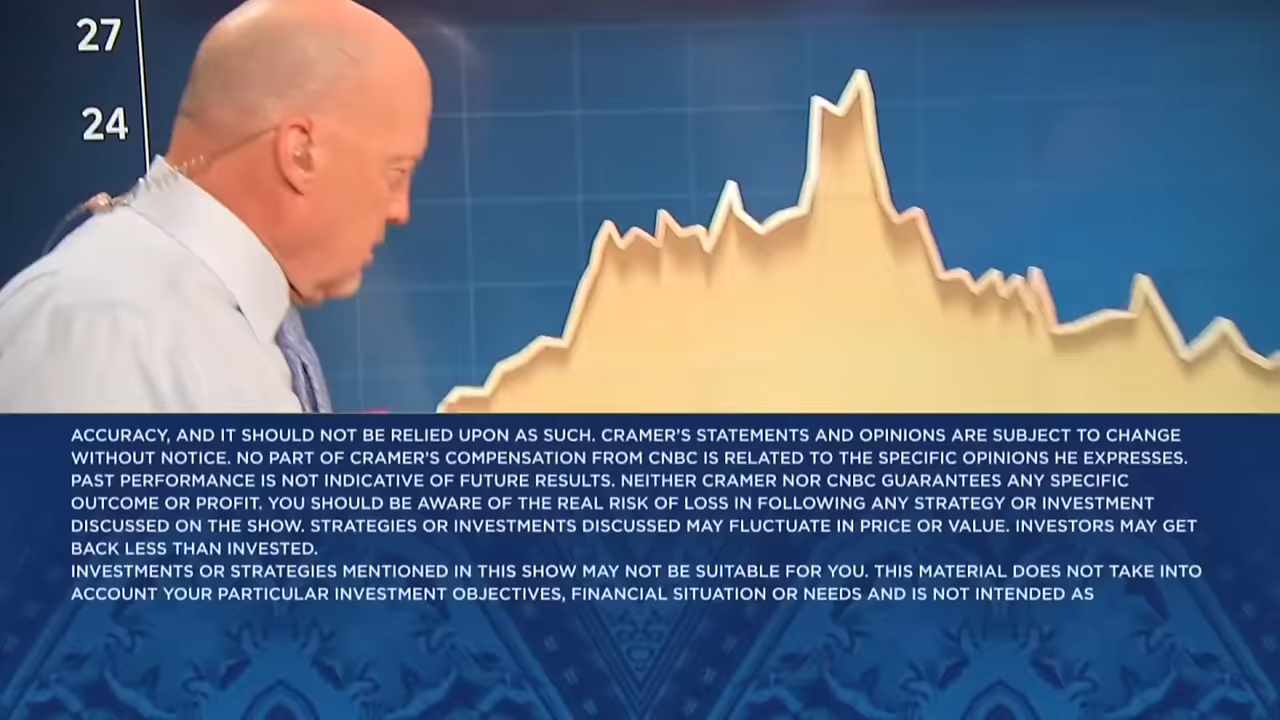 27
24
ACCURACY, AND IT SHOULD NOT BE RELIED UPON AS SUCH. CRAMER'S STATEMENTS AND OPINIONS ARE SUBJECT TO CHANGE
WITHOUT NOTICE. NO PART OF CRAMER'S COMPENSATION FROM CNBC IS RELATED TO THE SPECIFIC OPINIONS HE EXPRESSES.
PAST PERFORMANCE IS NOT INDICATIVE OF FUTURE RESULTS. NEITHER CRAMER NOR CNBC GUARANTEES ANY SPECIFIC
OUTCOME OR PROFIT. YOU SHOULD BE AWARE OF THE REAL RISK OF LOSS IN FOLLOWING ANY STRATEGY OR INVESTMENT
DISCUSSED ON THE SHOW. STRATEGIES OR INVESTMENTS DISCUSSED MAY FLUCTUATE IN PRICE OR VALUE. INVESTORS MAY GET
BACK LESS THAN INVESTED.
INVESTMENTS OR STRATEGIES MENTIONED IN THIS SHOW MAY NOT BE SUITABLE FOR YOU. THIS MATERIAL DOES NOT TAKE INTO
ACCOUNT YOUR PARTICULAR INVESTMENT OBJECTIVES, FINANCIAL SITUATION OR NEEDS AND IS NOT INTENDED AS